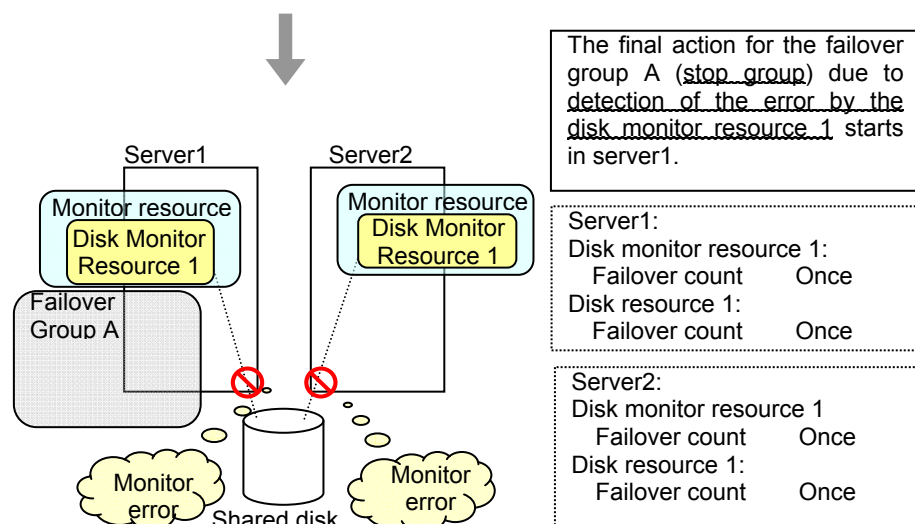 The final action for the failover
group A (stop group) due to
detection of the error by the
disk monitor resource 1 starts
in server1.
Server1
Server2
Monitor resource
Disk Monitor
Resource 1
Monitor resource
Disk Monitor
Resource 1
Failover
Group A
Monitor
error
Monitor
error
Shared disk
Server1:
Disk monitor resource 1:
Failover count Once
Disk resource 1:
Failover count Once
Server2:
Disk monitor resource 1
Failover count Once
Disk resource 1:
Failover count Once